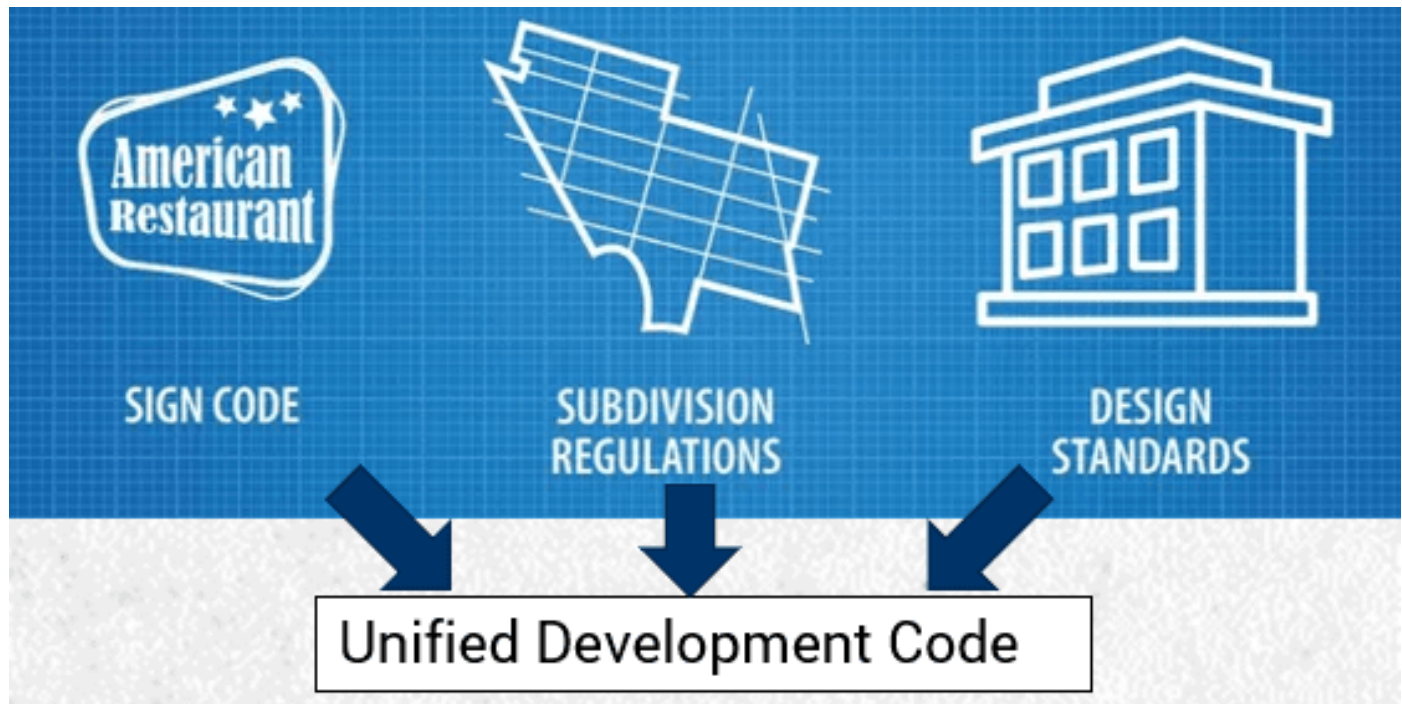 American
Restaurant
SIGN CODE
SUBDIVISION
REGULATIONS
DESIGN
STANDARDS
Unified Development Code